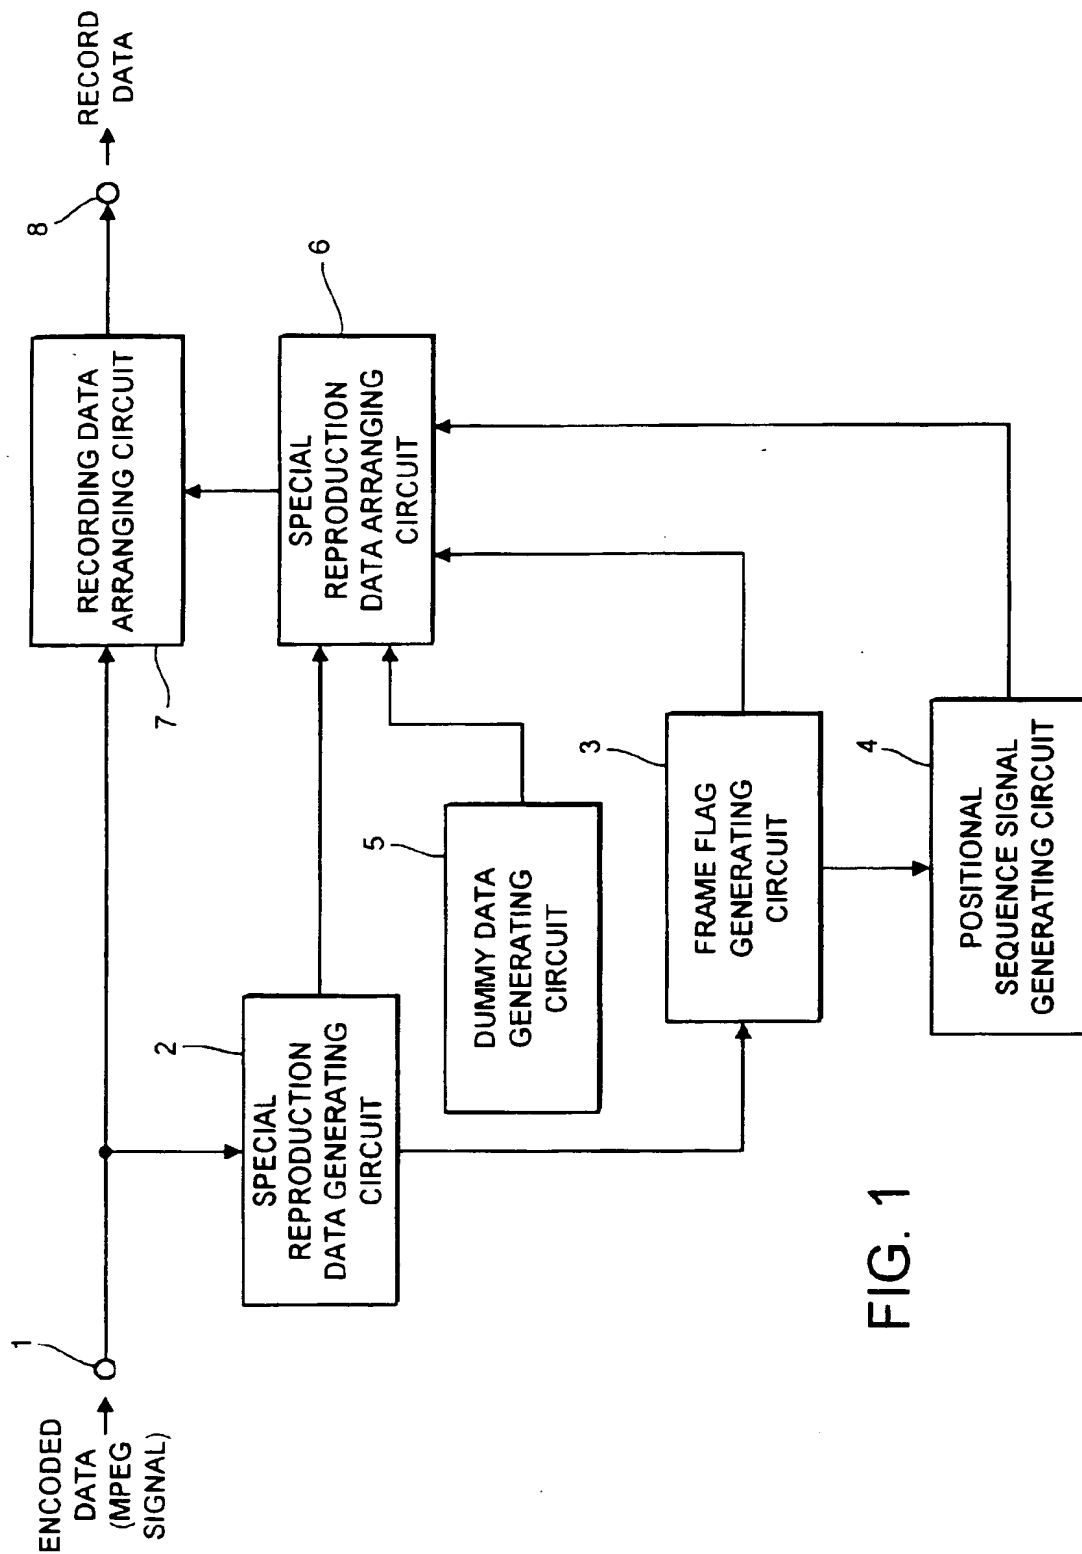 ENCODED
DATA
(MPEG
SIGNAL)
1
7
RECORDING DATA
ARRANGING CIRCUIT
8
RECORD
DATA
2
SPECIAL
REPRODUCTION
DATA GENERATING
CIRCUIT
6
SPECIAL
REPRODUCTION
DATA ARRANGING
CIRCUIT
5
DUMMY DATA
GENERATING
CIRCUIT
3
FRAME FLAG
GENERATING
CIRCUIT
4
POSITIONAL
SEQUENCE SIGNAL
GENERATING CIRCUIT
FIG. 1